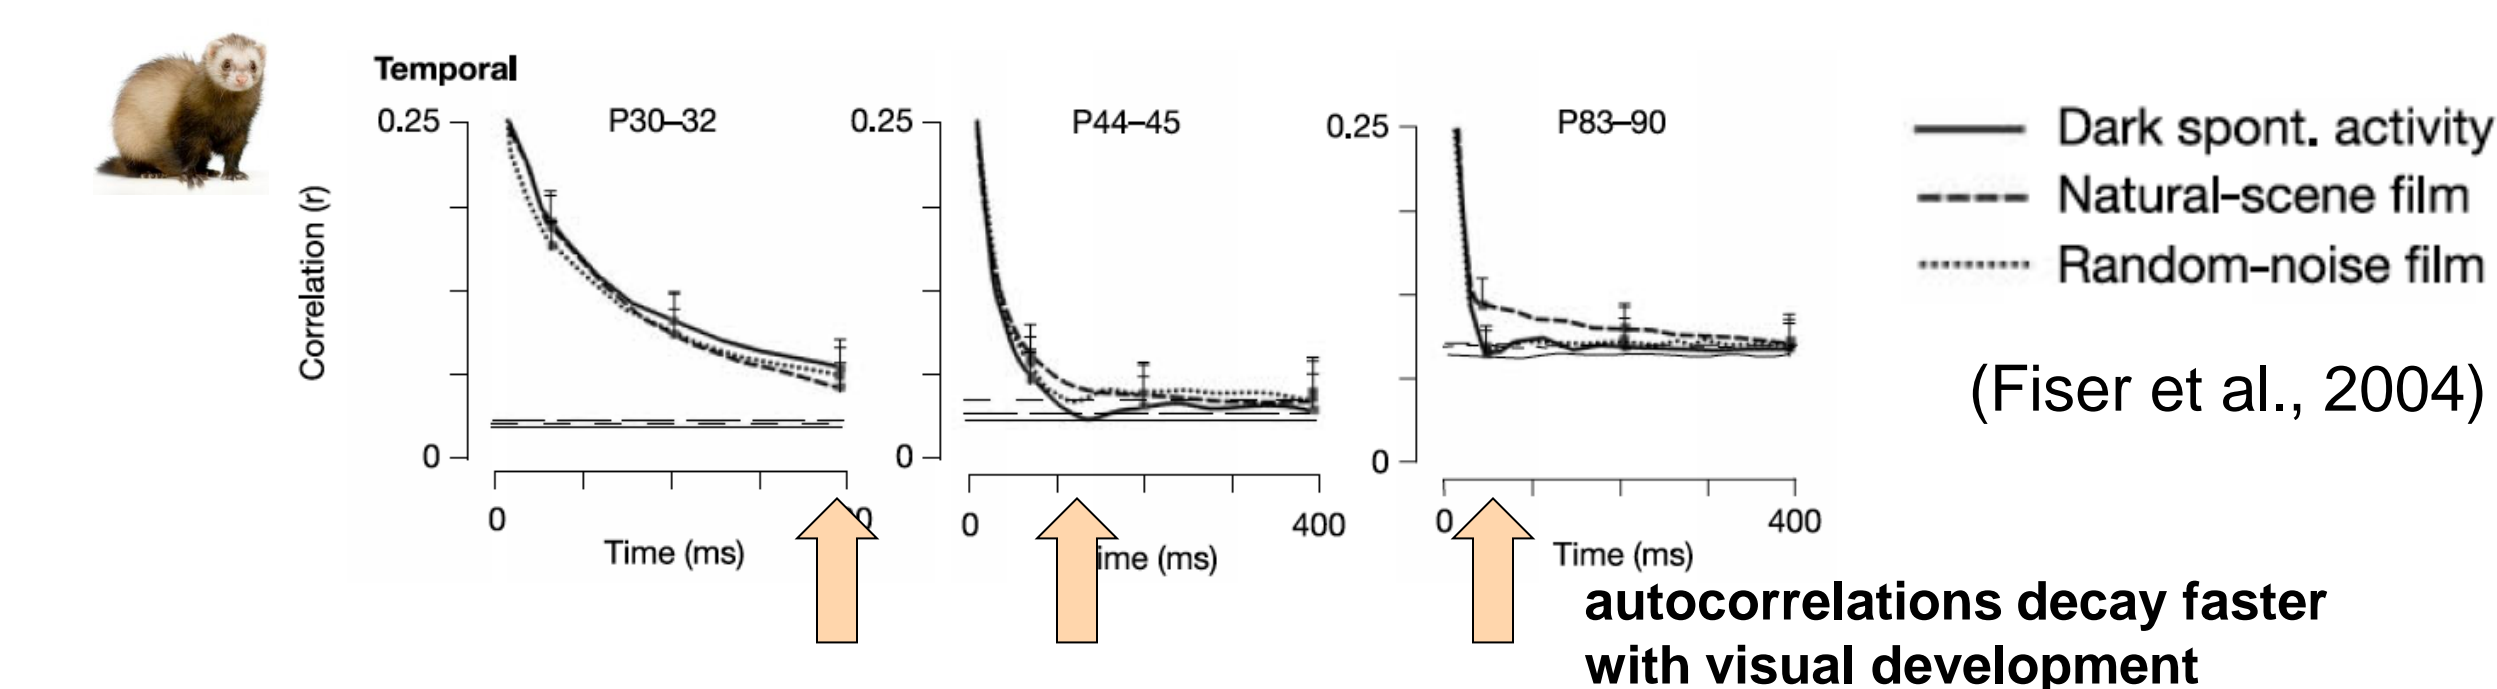 Temporal
0.25
P30–32
0.25
P44–45
0.25
P83–90
Dark spont. activity
Natural–scene film
Random–noise film
Correlation (r)
(Fiser et al., 2004)
0
0
0
0
0
400
0
400
Time (ms)
Time (ms)
autocorrelations decay faster
with visual development